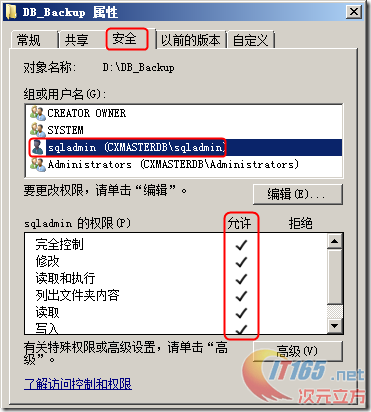 DB_Backup 属性
常规 共享 安全 以前的版本 自定义
对象名称: D:\DB_Backup
组或用户名(G):
CREATOR OWNER
SYSTEM
sqladmin (CXMASTERDB\sqladmin)
Administrators (CXMASTERDB\Administrators)
要更改权限,请单击“编辑”。
编辑(E)...
sqladmin 的权限(P) 允许 拒绝
完全控制
修改
读取和执行
列出文件夹内容
读取
写入
有关特殊权限或高级设置,请单击“高级”。
高级(V)
了解访问控制和权限
IT165.net
次元立方